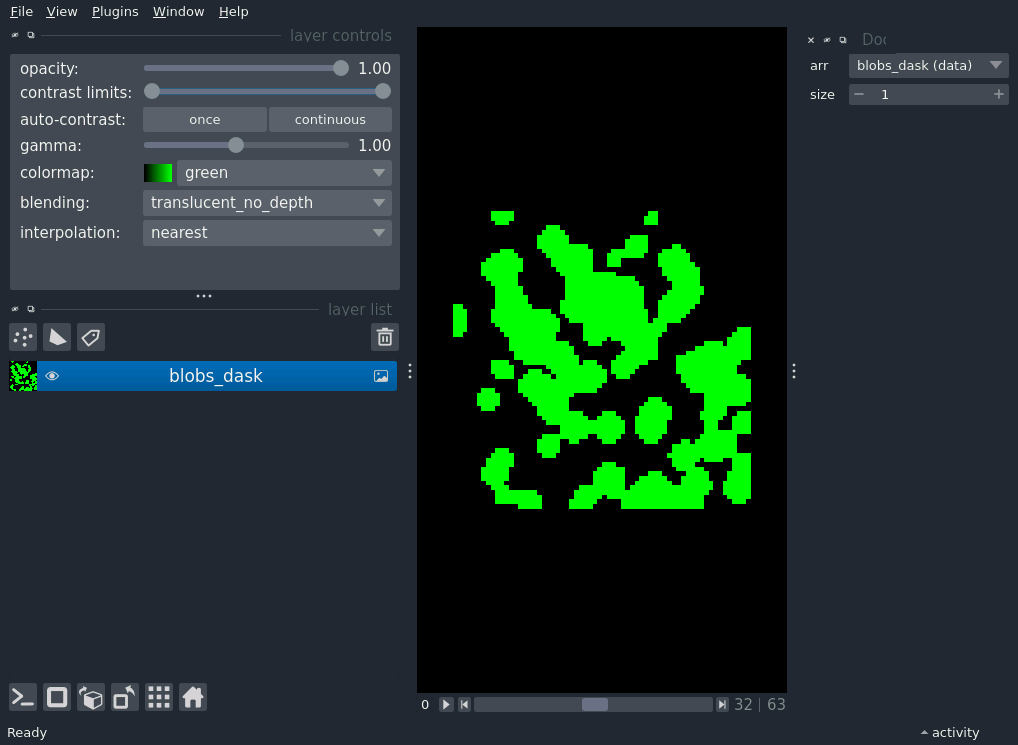 File View Plugins Window Help
layer controls
opacity: 1.00
contrast limits:
auto-contrast: once continuous
gamma: 1.00
colormap: green
blending: translucent_no_depth
interpolation: nearest
layer list
blobs_dask
arr blobs_dask (data)
size 1
0 32 | 63
Ready
activity